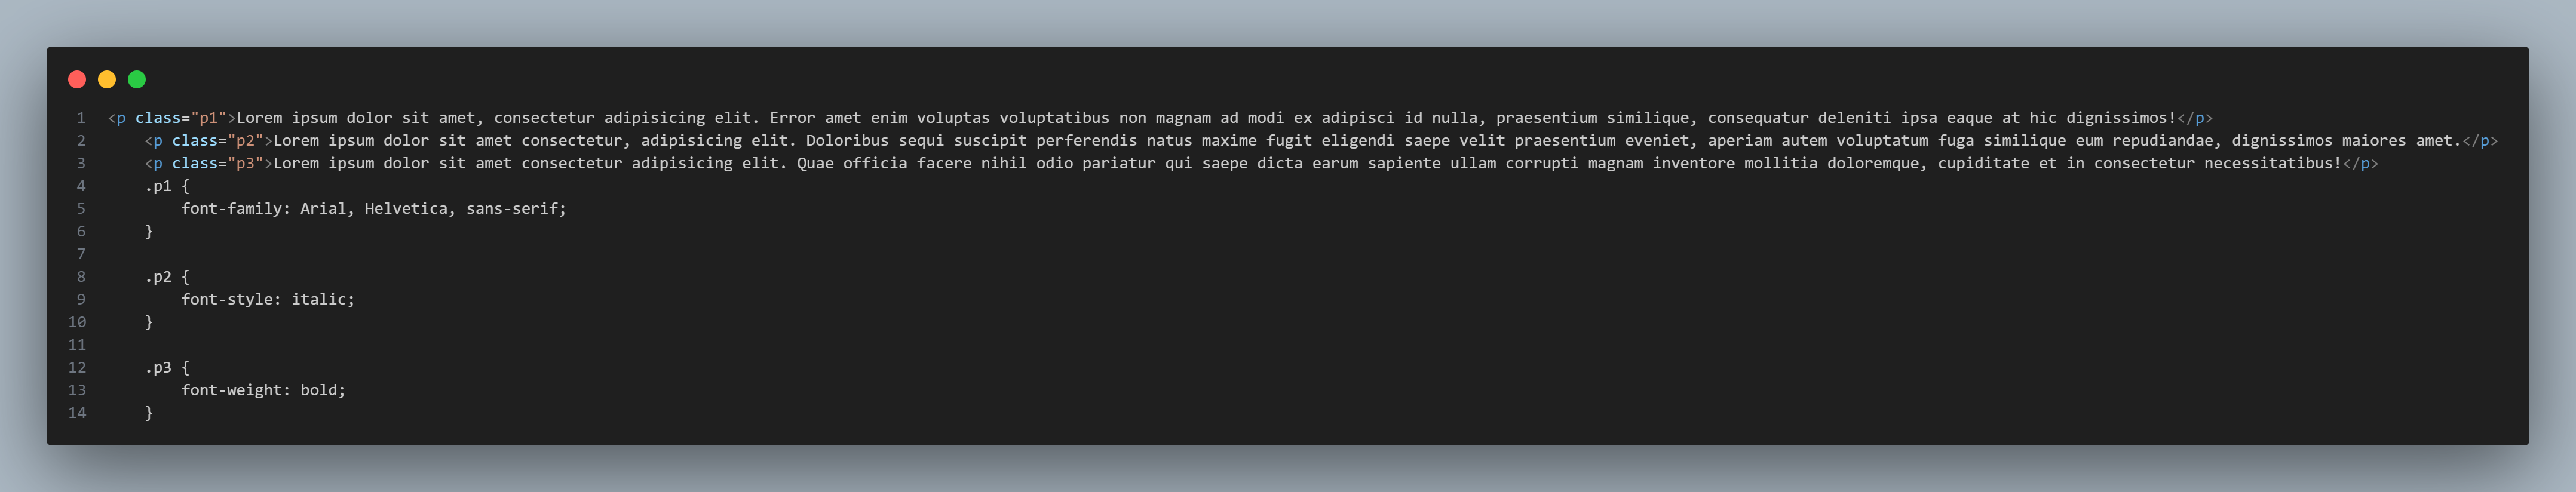 1 <p class="p1">Lorem ipsum dolor sit amet, consectetur adipisicing elit. Error amet enim voluptas voluptatibus non magnam ad modi ex adipisci id nulla, praesentium similique, consequatur deleniti ipsa eaque at hic dignissimos!</p>
2     <p class="p2">Lorem ipsum dolor sit amet consectetur, adipisicing elit. Doloribus sequi suscipit perferendis natus maxime fugit eligendi saepe velit praesentium eveniet, aperiam autem voluptatum fuga similique eum repudiandae, dignissimos maiores amet.</p>
3     <p class="p3">Lorem ipsum dolor sit amet consectetur adipisicing elit. Quae officia facere nihil odio pariatur qui saepe dicta earum sapiente ullam corrupti magnam inventore mollitia doloremque, cupiditate et in consectetur necessitatibus!</p>
4     .p1 {
5         font-family: Arial, Helvetica, sans-serif;
6     }
7
8     .p2 {
9         font-style: italic;
10     }
11
12     .p3 {
13         font-weight: bold;
14     }